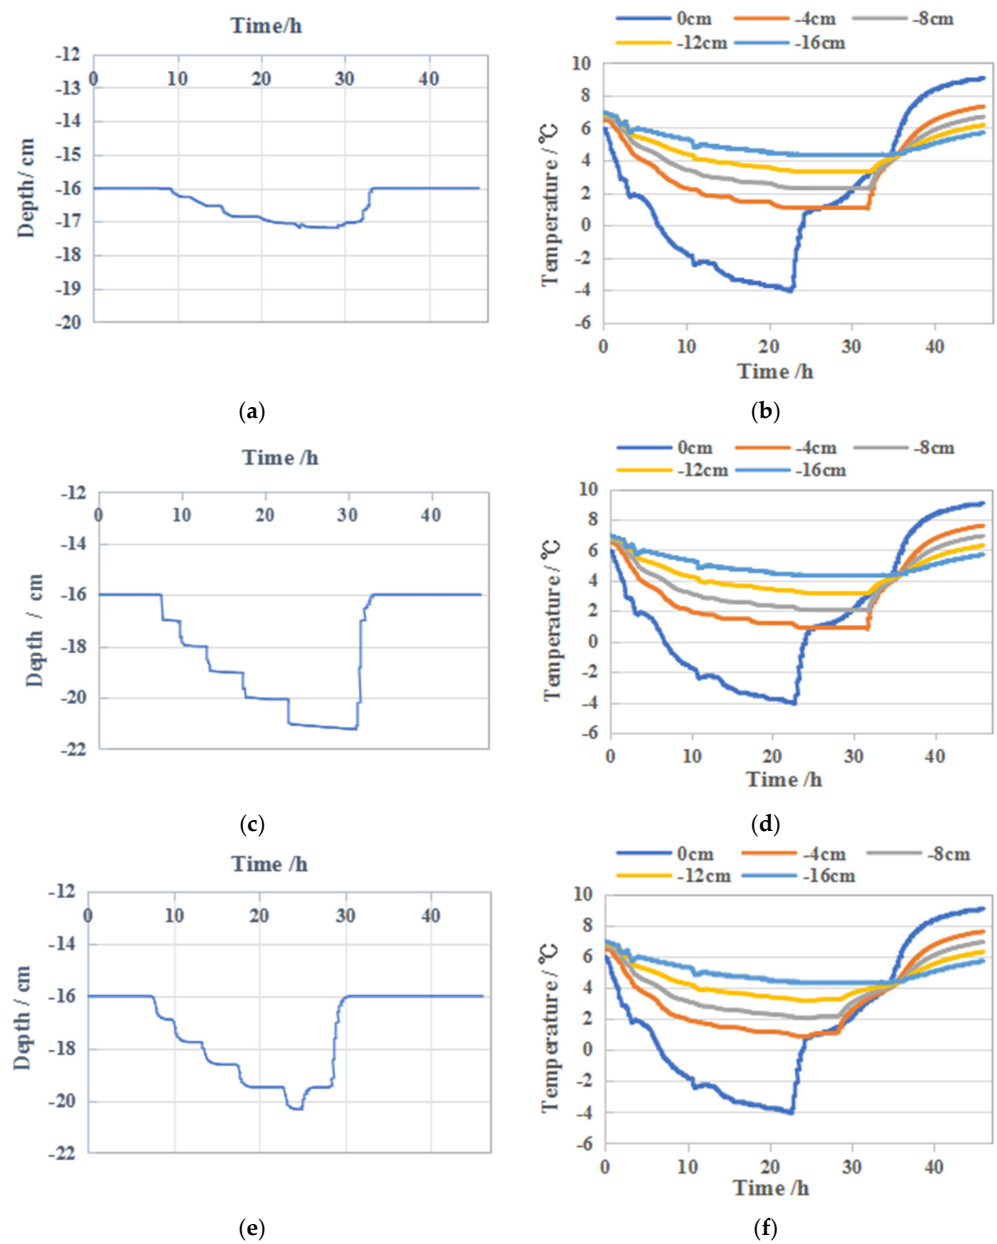 Time/h
-12
0 10 20 30 40
-13
-14
-15
-16
-17
-18
-19
-20
Depth/ cm
(a)
0cm -4cm -8cm
-12cm -16cm
10
8
6
4
2
0
-2
-4
-6
0 10 20 30 40
Temperature / ℃
Time /h
(b)
Time /h
-12
0 10 20 30 40
-14
-16
-18
-20
-22
Depth / cm
(c)
0cm -4cm -8cm
-12cm -16cm
10
8
6
4
2
0
-2
-4
-6
0 10 20 30 40
Temperature / ℃
Time /h
(d)
Time /h
-12
0 10 20 30 40
-14
-16
-18
-20
-22
Depth / cm
(e)
0cm -4cm -8cm
-12cm -16cm
10
8
6
4
2
0
-2
-4
-6
0 10 20 30 40
Temperature / ℃
Time /h
(f)